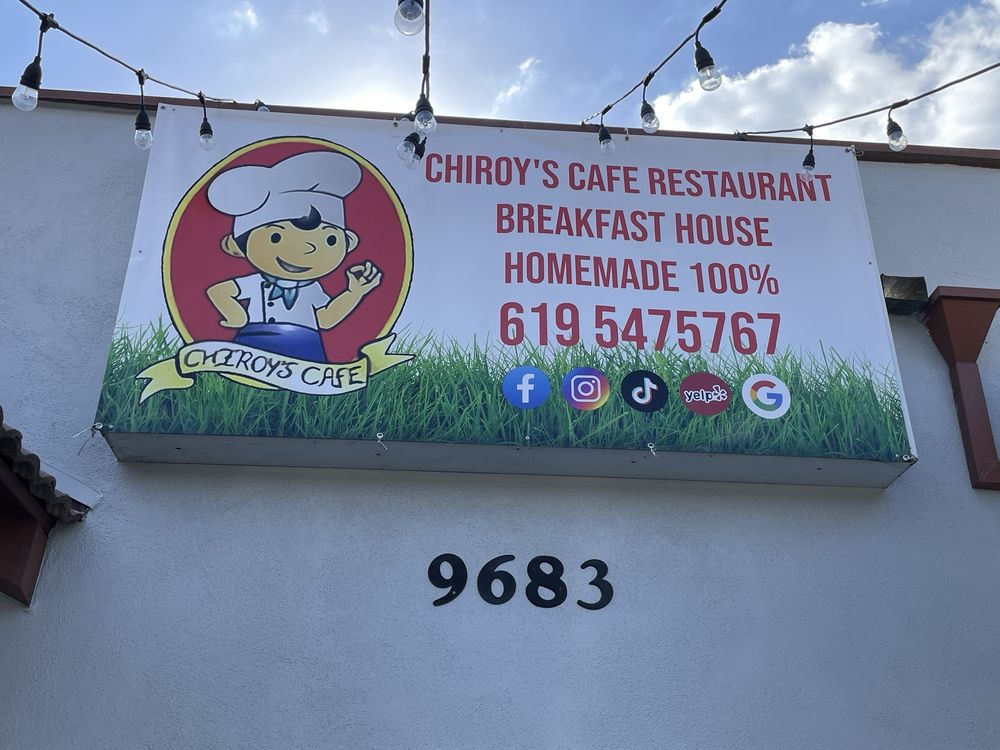 CHIROY'S CAFE RESTAURANT
BREAKFAST HOUSE
HOMEMADE 100%
619 5475767
CHIROY'S CAFE
f
yelp
G
9683